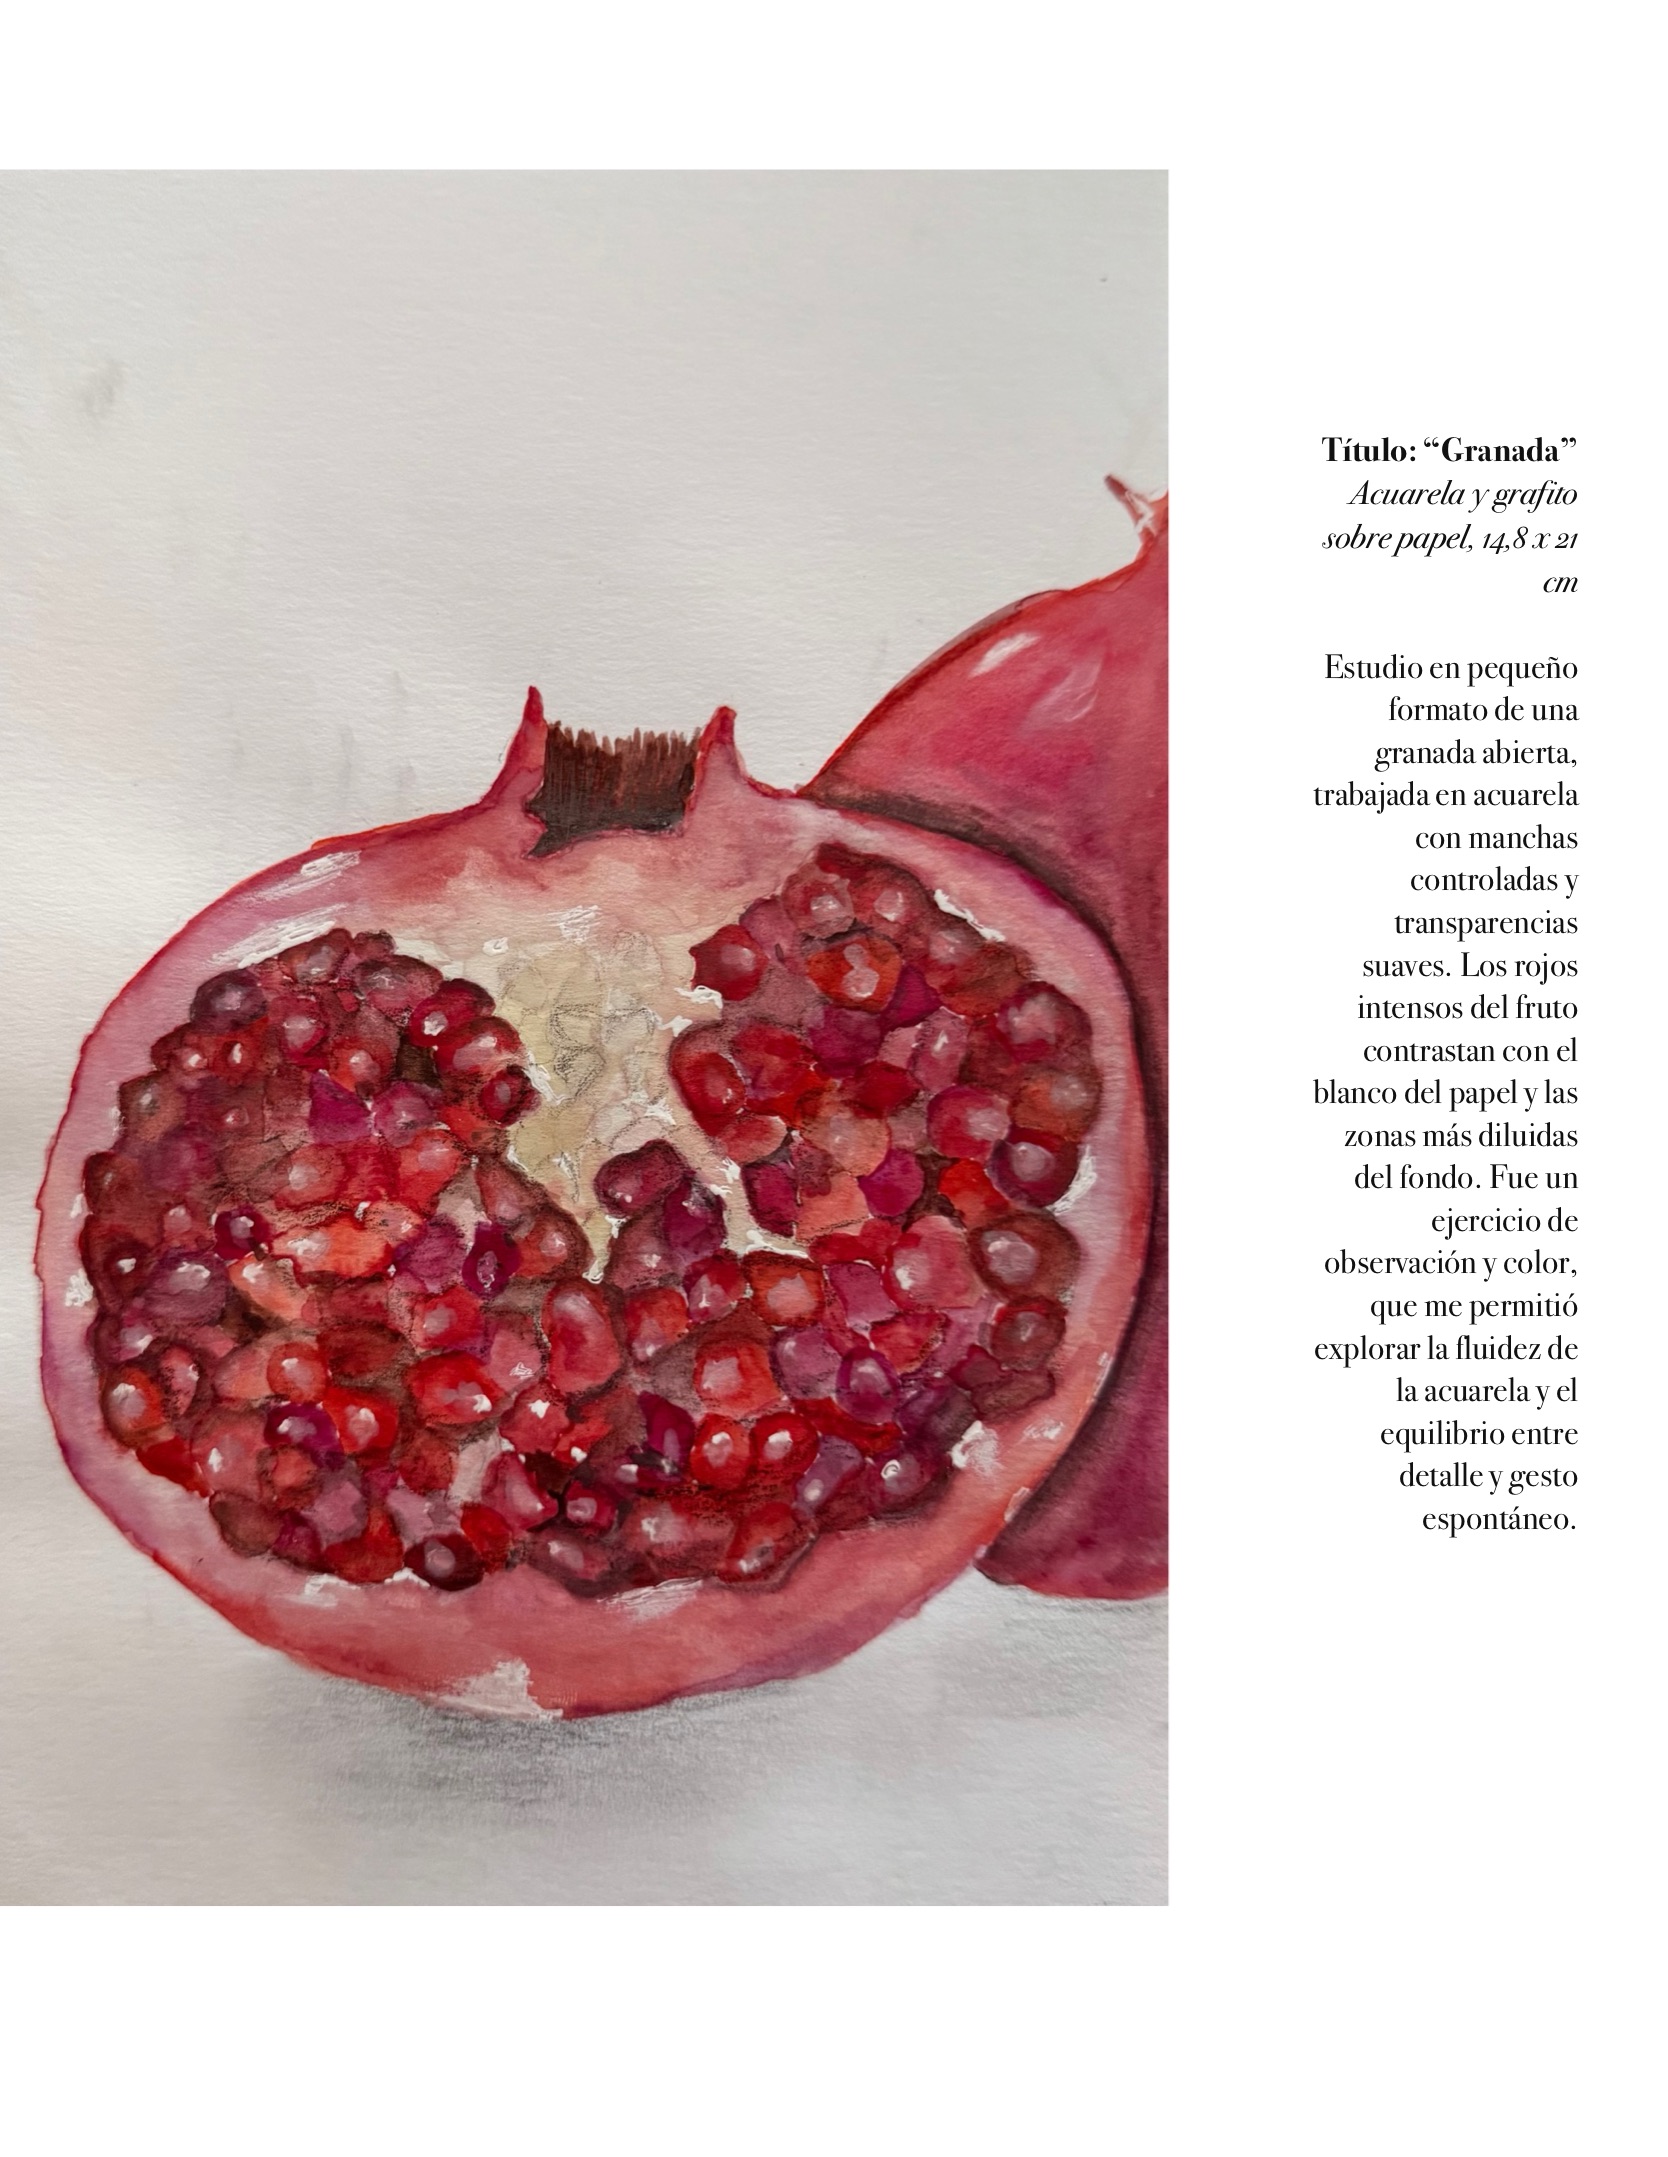 Título: “Granada”
Acuarela y grafito
sobre papel, 14,8 x 21
cm
Estudio en pequeño
formato de una
granada abierta,
trabajada en acuarela
con manchas
controladas y
transparencias
suaves. Los rojos
intensos del fruto
contrastan con el
blanco del papel y las
zonas más diluidas
del fondo. Fue un
ejercicio de
observación y color,
que me permitió
explorar la fluidez de
la acuarela y el
equilibrio entre
detalle y gesto
espontáneo.